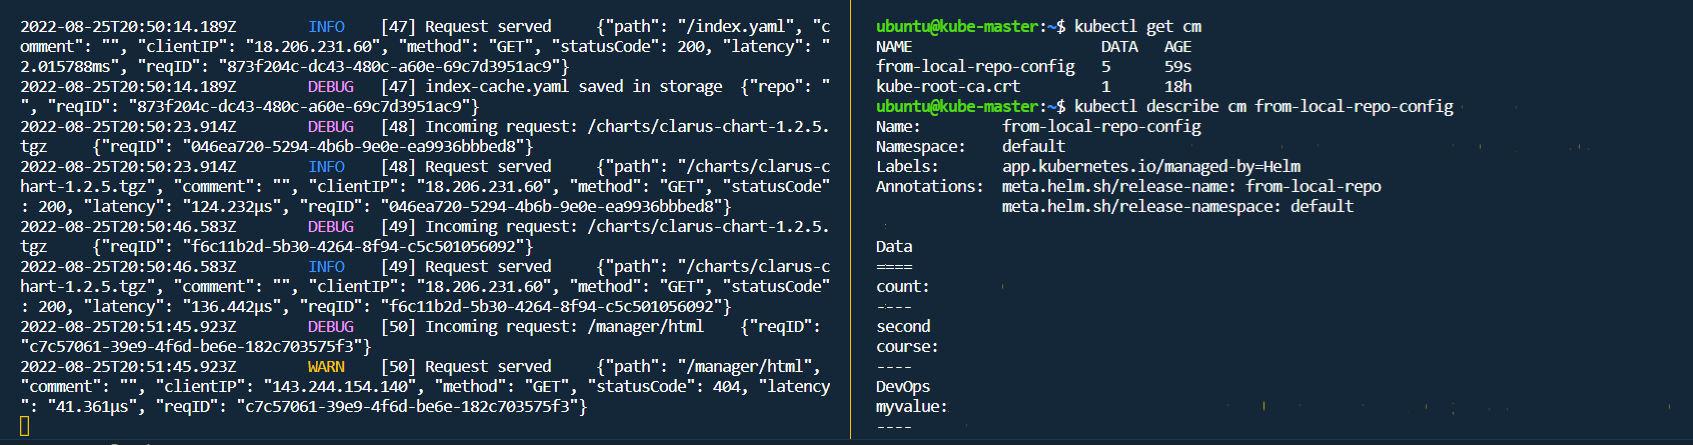 2022-08-25T20:50:14.189Z        INFO    [47] Request served     {"path": "/index.yaml", "c
omment": "", "clientIP": "18.206.231.60", "method": "GET", "statusCode": 200, "latency": "
2.015788ms", "reqID": "873f204c-dc43-480c-a60e-69c7d3951ac9"}
2022-08-25T20:50:14.189Z        DEBUG   [47] index-cache.yaml saved in storage  {"repo": "
", "reqID": "873f204c-dc43-480c-a60e-69c7d3951ac9"}
2022-08-25T20:50:23.914Z        DEBUG   [48] Incoming request: /charts/clarus-chart-1.2.5.
tgz     {"reqID": "046ea720-5294-4b6b-9e0e-ea9936bbbed8"}
2022-08-25T20:50:23.914Z        INFO    [48] Request served     {"path": "/charts/clarus-c
hart-1.2.5.tgz", "comment": "", "clientIP": "18.206.231.60", "method": "GET", "statusCode"
: 200, "latency": "124.232µs", "reqID": "046ea720-5294-4b6b-9e0e-ea9936bbbed8"}
2022-08-25T20:50:46.583Z        DEBUG   [49] Incoming request: /charts/clarus-chart-1.2.5.
tgz     {"reqID": "f6c11b2d-5b30-4264-8f94-c5c501056092"}
2022-08-25T20:50:46.583Z        INFO    [49] Request served     {"path": "/charts/clarus-c
hart-1.2.5.tgz", "comment": "", "clientIP": "18.206.231.60", "method": "GET", "statusCode"
: 200, "latency": "136.442µs", "reqID": "f6c11b2d-5b30-4264-8f94-c5c501056092"}
2022-08-25T20:51:45.923Z        DEBUG   [50] Incoming request: /manager/html    {"reqID":
"c7c57061-39e9-4f6d-be6e-182c703575f3"}
2022-08-25T20:51:45.923Z        WARN    [50] Request served     {"path": "/manager/html",
"comment": "", "clientIP": "143.244.154.140", "method": "GET", "statusCode": 404, "latency
": "41.361µs", "reqID": "c7c57061-39e9-4f6d-be6e-182c703575f3"}
ubuntu@kube-master:~$ kubectl get cm
NAME                     DATA   AGE
from-local-repo-config   5      59s
kube-root-ca.crt         1      18h
ubuntu@kube-master:~$ kubectl describe cm from-local-repo-config
Name:         from-local-repo-config
Namespace:    default
Labels:       app.kubernetes.io/managed-by=Helm
Annotations:  meta.helm.sh/release-name: from-local-repo
              meta.helm.sh/release-namespace: default
Data
====
count:
----
second
course:
----
DevOps
myvalue:
----